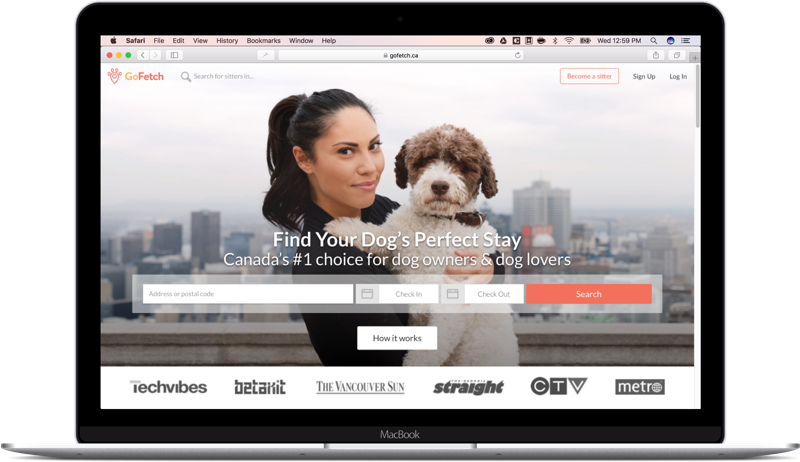 Safari File Edit View History Bookmarks Window Help Wed 12:59 PM
gofetch.ca
GoFetch Search for sitters in... Become a sitter Sign Up Log In
Find Your Dog's Perfect Stay
Canada's #1 choice for dog owners & dog lovers
Address or postal code Check In Check Out Search
How it works
Techvibes betakit THE VANCOUVER SUN THE GEORGIA straight CTV metro
MacBook